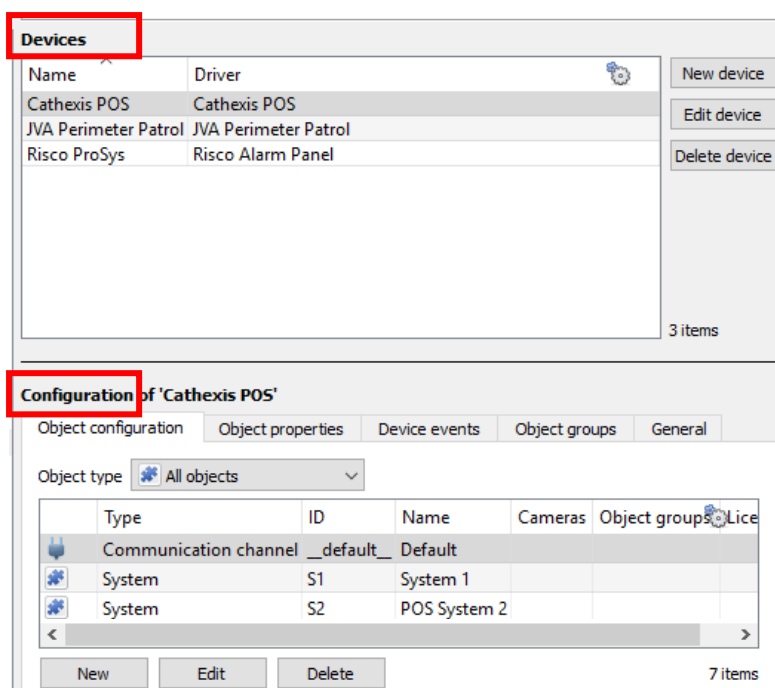 Devices
Name Driver
New device
Cathexis POS Cathexis POS
Edit device
JVA Perimeter Patrol JVA Perimeter Patrol
Risco ProSys Risco Alarm Panel
Delete device
3 items
Configuration of 'Cathexis POS'
Object configuration Object properties Device events Object groups General
Object type All objects
Type ID Name Cameras Object groups Lice
Communication channel __default__ Default
System S1 System 1
System S2 POS System 2
New Edit Delete 7 items